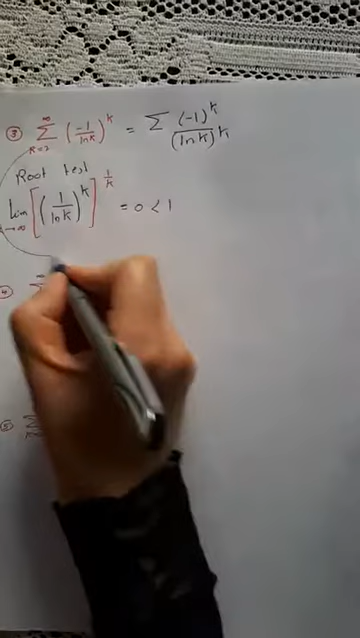 ③ ∑_{k=2}^{∞} (-1/ln k)^k = ∑ (-1)^k/(ln k)^k
Root test
lim_{k→∞} [(1/ln k)^k]^{1/k} = 0 < 1
④ ∑
⑤ ∑